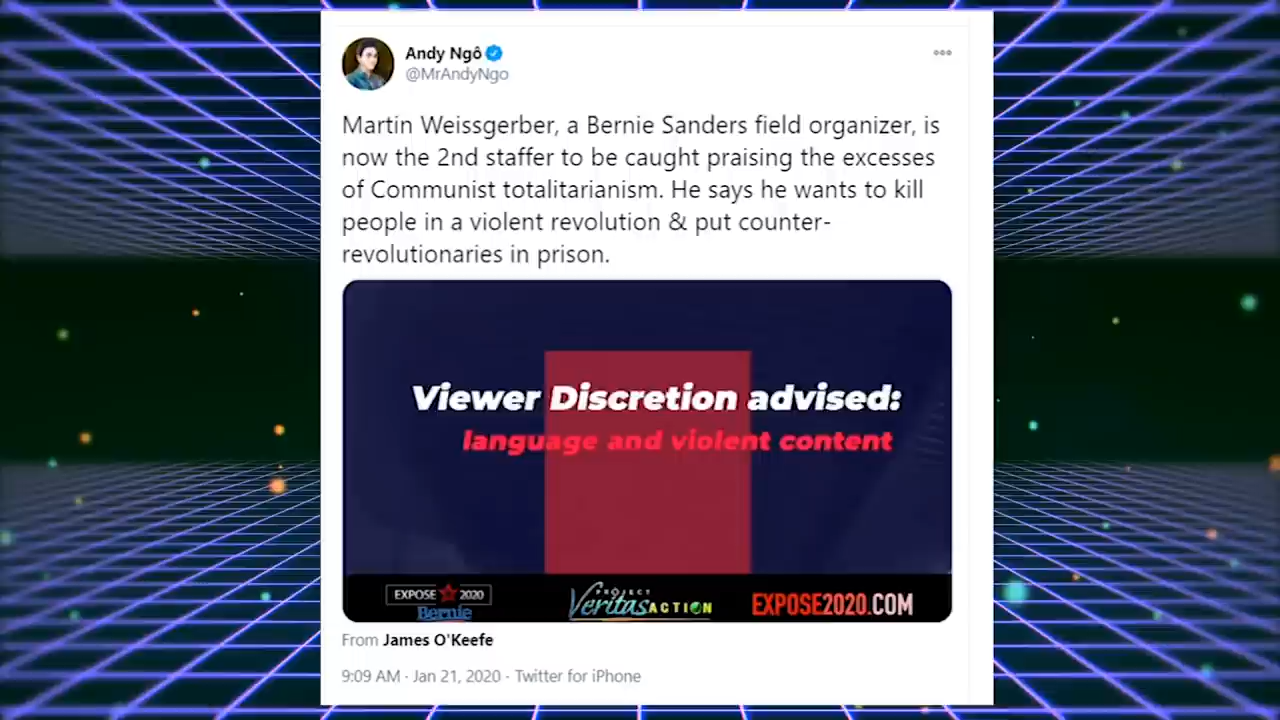 Andy Ngô
@MrAndyNgo
Martin Weissgerber, a Bernie Sanders field organizer, is
now the 2nd staffer to be caught praising the excesses
of Communist totalitarianism. He says he wants to kill
people in a violent revolution & put counter-
revolutionaries in prison.
Viewer Discretion advised:
language and violent content
EXPOSE 2020
Bernie
PROJECT
Veritas ACTION
EXPOSE2020.COM
From James O'Keefe
9:09 AM · Jan 21, 2020 · Twitter for iPhone